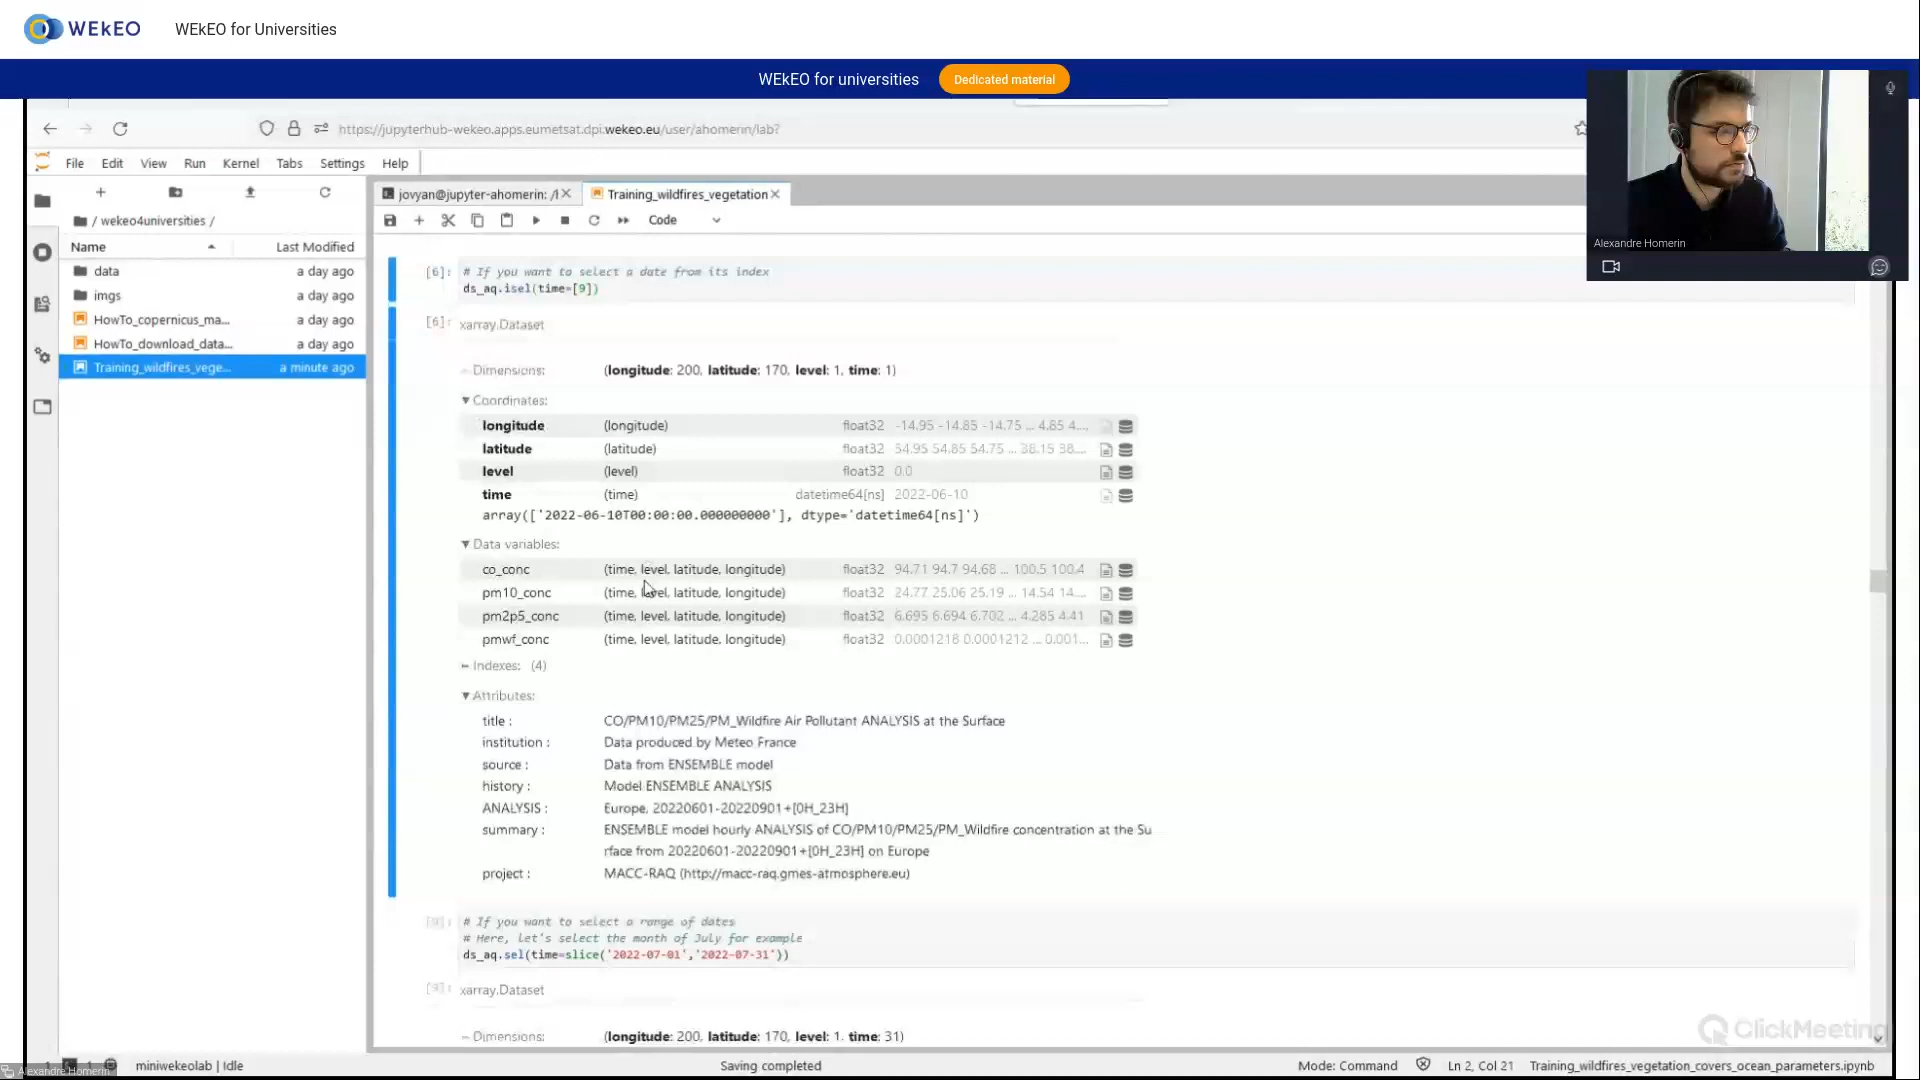 WEkEO
WEkEO for Universities
WEkEO for universities
Dedicated material
https://jupyterhub-wekeo.apps.eumetsat.dpi.wekeo.eu/user/ahomerin/lab?
File Edit View Run Kernel Tabs Settings Help
Alexandre Homerin
/ wekeo4universities /
Name Last Modified
data a day ago
imgs a day ago
HowTo_copernicus_ma... a day ago
HowTo_download_data... a day ago
Training_wildfires_vege... a minute ago
jovyan@jupyter-ahomerin: /l
Training_wildfires_vegetation
Code
[6]: # If you want to select a date from its index
ds_aq.isel(time=[9])
[6]: xarray.Dataset
Dimensions: (longitude: 200, latitude: 170, level: 1, time: 1)
Coordinates:
longitude (longitude) float32 -14.95 -14.85 -14.75 ... 4.85 4....
latitude (latitude) float32 54.95 54.85 54.75 ... 38.15 38....
level (level) float32 0.0
time (time) datetime64[ns] 2022-06-10
array(['2022-06-10T00:00:00.000000000'], dtype='datetime64[ns]')
Data variables:
co_conc (time, level, latitude, longitude) float32 94.71 94.7 94.68 ... 100.5 100.4
pm10_conc (time, level, latitude, longitude) float32 24.77 25.06 25.19 ... 14.54 14....
pm2p5_conc (time, level, latitude, longitude) float32 6.695 6.694 6.702 ... 4.285 4.41
pmwf_conc (time, level, latitude, longitude) float32 0.0001218 0.0001212 ... 0.001...
Indexes: (4)
Attributes:
title : CO/PM10/PM25/PM_Wildfire Air Pollutant ANALYSIS at the Surface
institution : Data produced by Meteo France
source : Data from ENSEMBLE model
history : Model ENSEMBLE ANALYSIS
ANALYSIS : Europe, 20220601-20220901+[0H_23H]
summary : ENSEMBLE model hourly ANALYSIS of CO/PM10/PM25/PM_Wildfire concentration at the Su
rface from 20220601-20220901+[0H_23H] on Europe
project : MACC-RAQ (http://macc-raq.gmes-atmosphere.eu)
# If you want to select a range of dates
# Here, let's select the month of July for example
ds_aq.sel(time=slice('2022-07-01','2022-07-31'))
xarray.Dataset
Dimensions: (longitude: 200, latitude: 170, level: 1, time: 31)
ClickMeeting
miniwekeolab | Idle Saving completed Mode: Command Ln 2, Col 21 Training_wildfires_vegetation_covers_ocean_parameters.ipynb
Alexandre Homerin